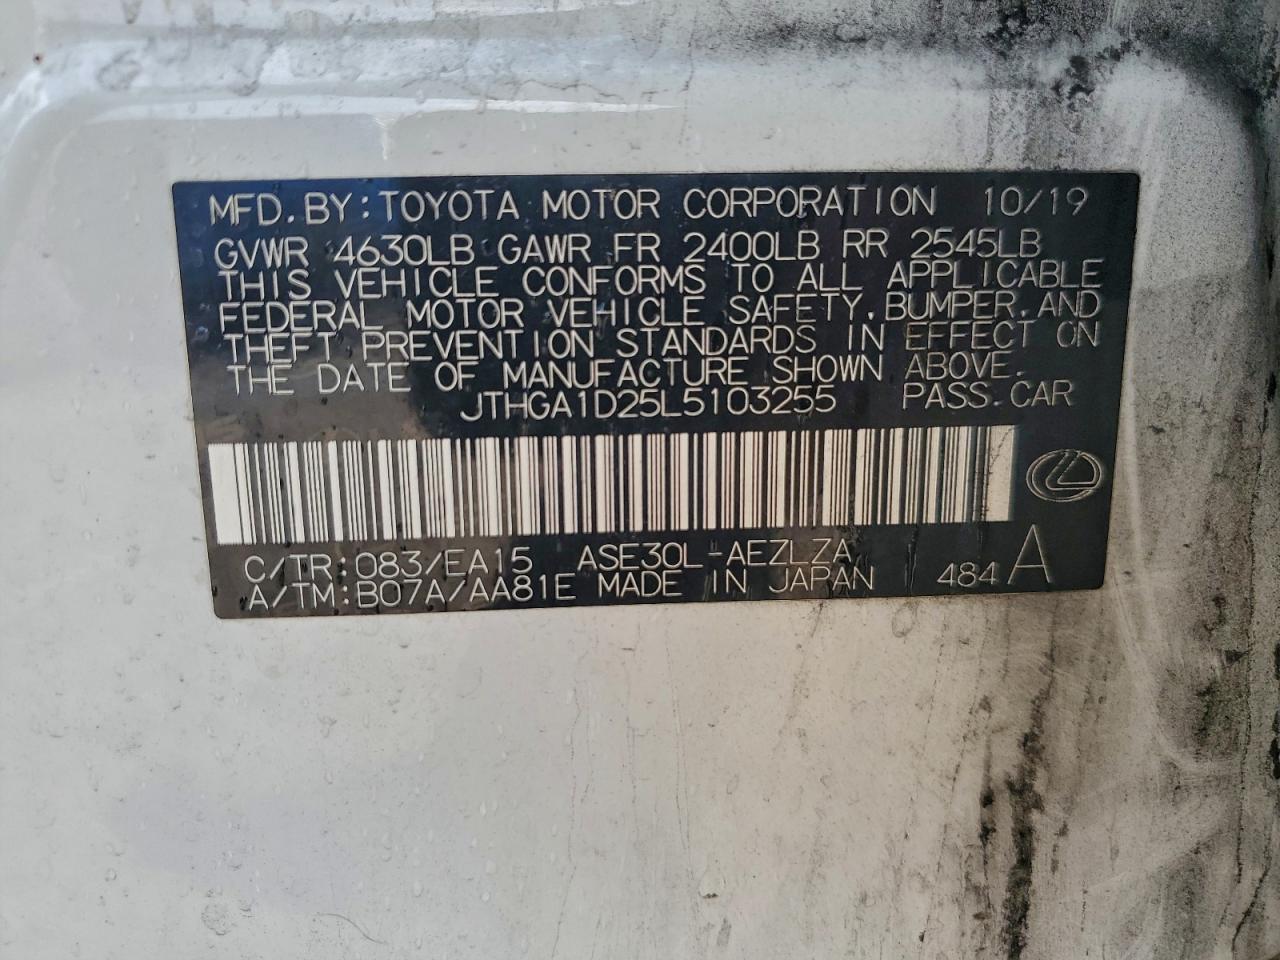 MFD. BY: TOYOTA MOTOR CORPORATION 10/19
GVWR 4630LB GAWR FR 2400LB RR 2545LB
THIS VEHICLE CONFORMS TO ALL APPLICABLE
FEDERAL MOTOR VEHICLE SAFETY, BUMPER, AND
THEFT PREVENTION STANDARDS IN EFFECT ON
THE DATE OF MANUFACTURE SHOWN ABOVE.
JTHGA1D25L5103255 PASS. CAR
C/TR: 083/EA15 ASE30L-AEZLZA
A/TM: B07A/AA81E MADE IN JAPAN 484 A